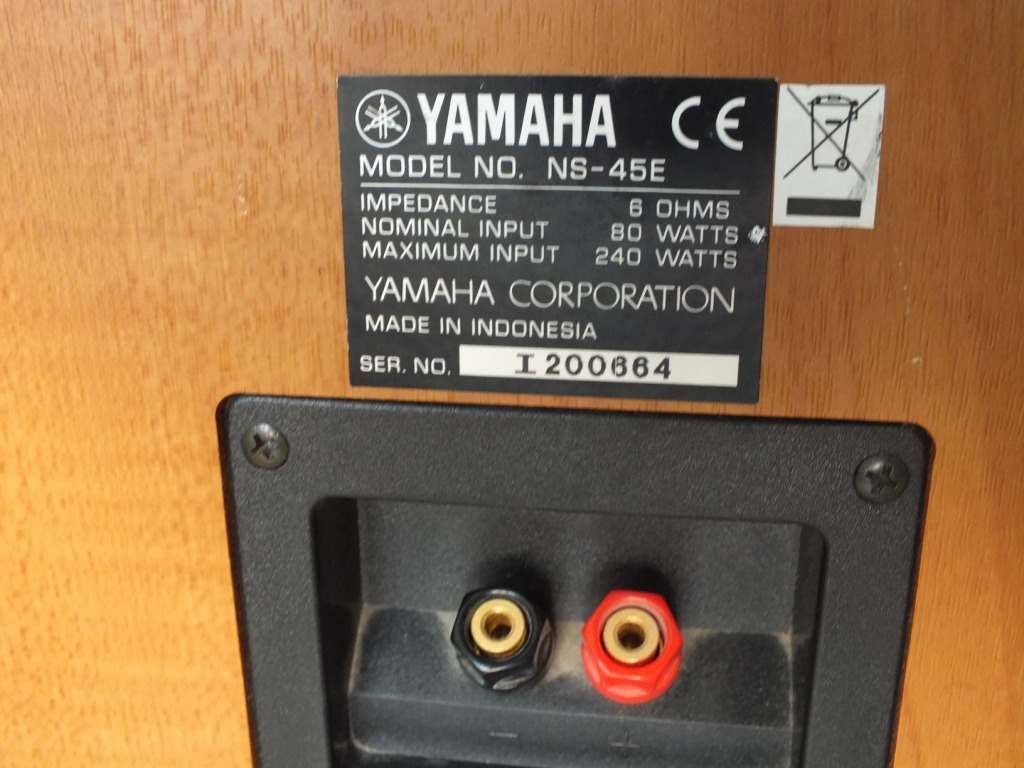 YAMAHA CE
MODEL NO. NS-45E
IMPEDANCE 6 OHMS
NOMINAL INPUT 80 WATTS
MAXIMUM INPUT 240 WATTS
YAMAHA CORPORATION
MADE IN INDONESIA
SER. NO. I200664
- +